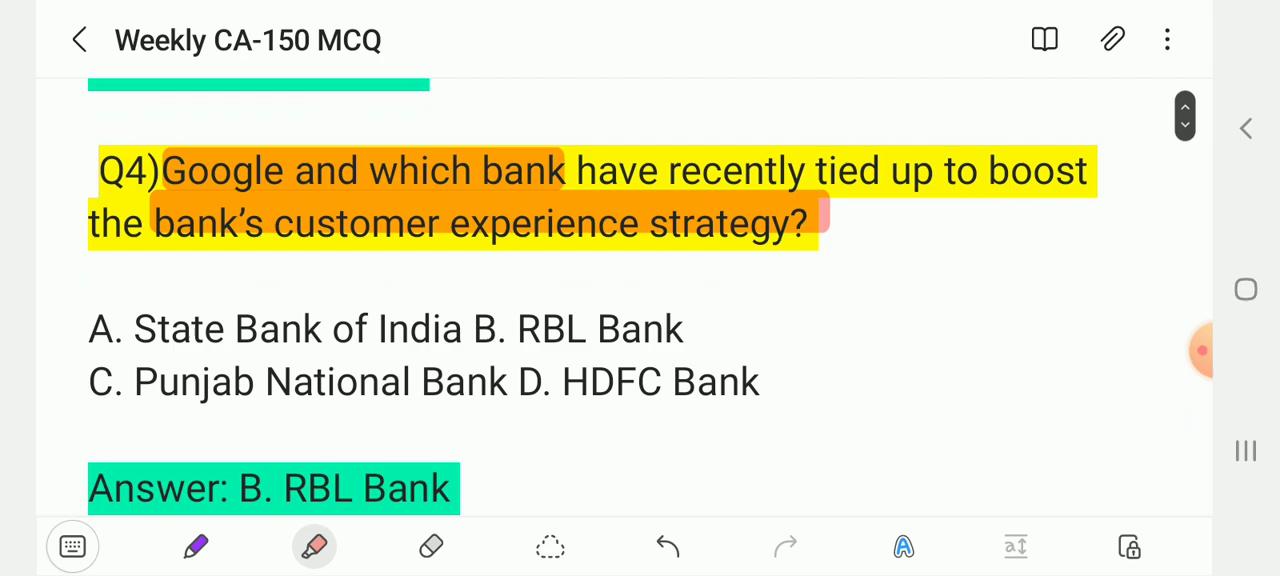 Weekly CA-150 MCQ
Q4)Google and which bank have recently tied up to boost
the bank’s customer experience strategy?
A. State Bank of India B. RBL Bank
C. Punjab National Bank D. HDFC Bank
Answer: B. RBL Bank